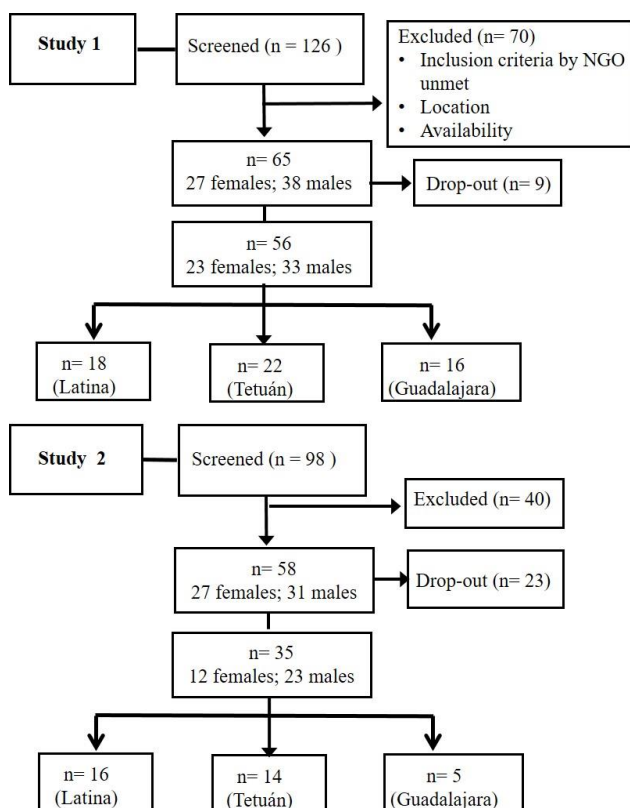 Study 1
Screened (n = 126 )
Excluded (n= 70)
• Inclusion criteria by NGO
unmet
• Location
• Availability
n= 65
27 females; 38 males
Drop-out (n= 9)
n= 56
23 females; 33 males
n= 18
(Latina)
n= 22
(Tetuán)
n= 16
(Guadalajara)
Study 2
Screened (n = 98 )
Excluded (n= 40)
n= 58
27 females; 31 males
Drop-out (n= 23)
n= 35
12 females; 23 males
n= 16
(Latina)
n= 14
(Tetuán)
n= 5
(Guadalajara)